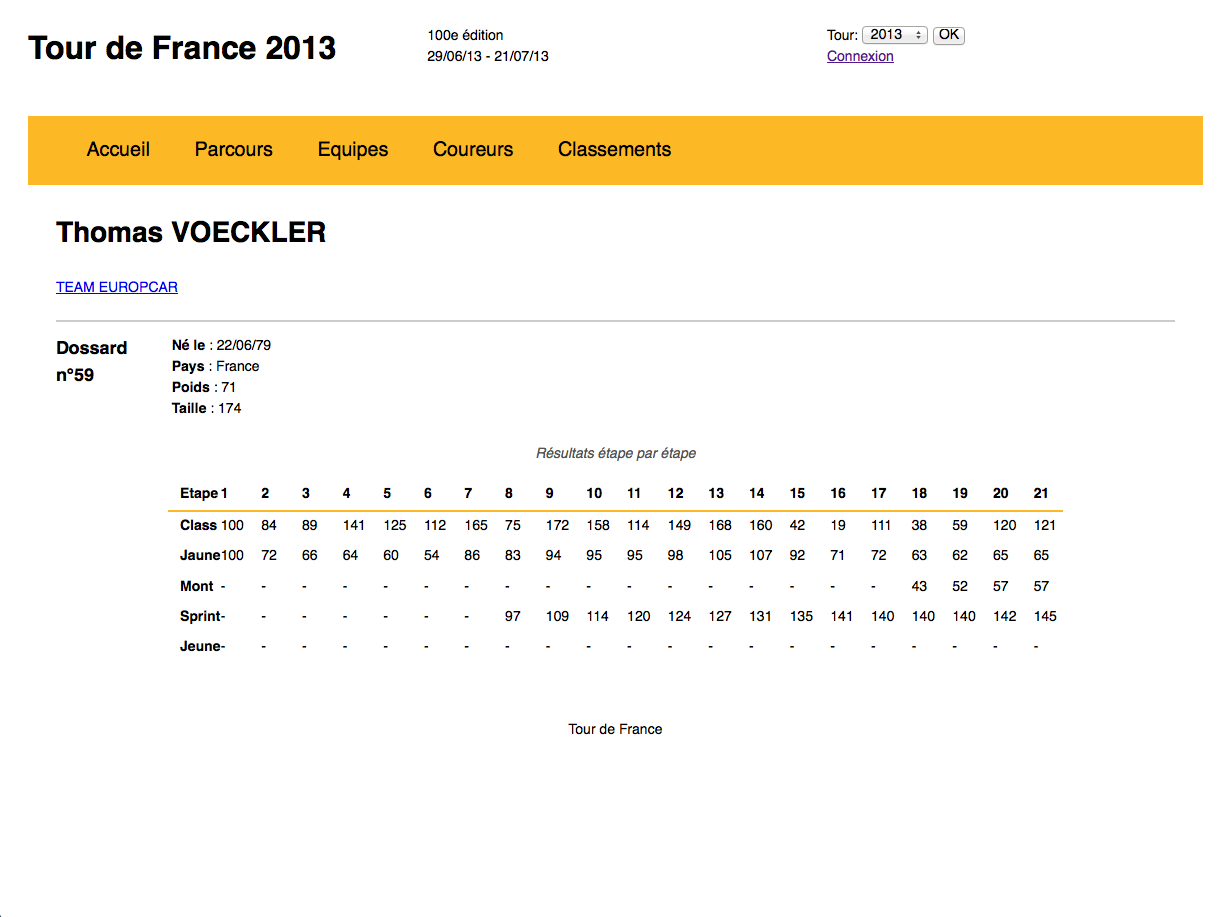 Tour de France 2013
100e édition
29/06/13 - 21/07/13
Tour: 2013 OK
Connexion
Accueil Parcours Equipes Coureurs Classements
Thomas VOECKLER
TEAM EUROPCAR
Dossard
n°59
Né le : 22/06/79
Pays : France
Poids : 71
Taille : 174
Résultats étape par étape
Etape 1 2 3 4 5 6 7 8 9 10 11 12 13 14 15 16 17 18 19 20 21
Class 100 84 89 141 125 112 165 75 172 158 114 149 168 160 42 19 111 38 59 120 121
Jaune 100 72 66 64 60 54 86 83 94 95 95 98 105 107 92 71 72 63 62 65 65
Mont - - - - - - - - - - - - - - - - - 43 52 57 57
Sprint - - - - - - - 97 109 114 120 124 127 131 135 141 140 140 140 142 145
Jeune - - - - - - - - - - - - - - - - - - - - -
Tour de France